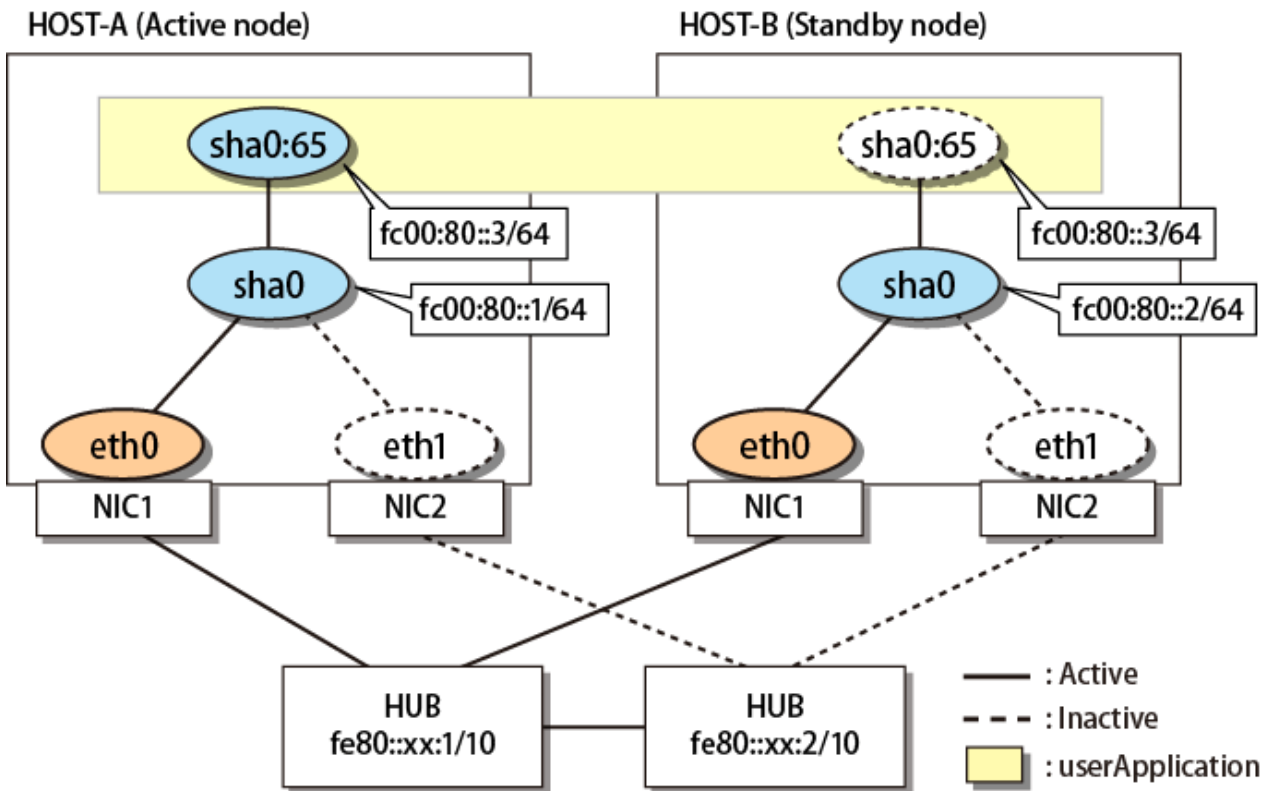 HOST-A (Active node)
HOST-B (Standby node)
sha0:65
sha0:65
fc00:80::3/64
fc00:80::3/64
sha0
sha0
fc00:80::1/64
fc00:80::2/64
eth0
eth1
eth0
eth1
NIC1
NIC2
NIC1
NIC2
HUB
fe80::xx:1/10
HUB
fe80::xx:2/10
: Active
: Inactive
: userApplication